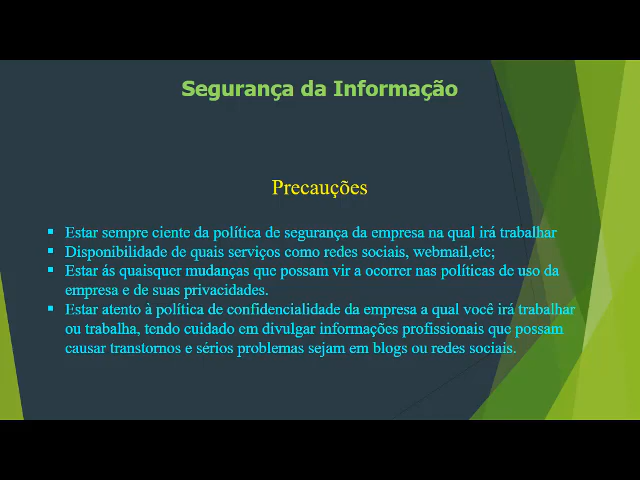 Segurança da Informação
Precauções
▪ Estar sempre ciente da política de segurança da empresa na qual irá trabalhar
▪ Disponibilidade de quais serviços como redes sociais, webmail,etc;
▪ Estar ás quaisquer mudanças que possam vir a ocorrer nas políticas de uso da
empresa e de suas privacidades.
▪ Estar atento à política de confidencialidade da empresa a qual você irá trabalhar
ou trabalha, tendo cuidado em divulgar informações profissionais que possam
causar transtornos e sérios problemas sejam em blogs ou redes sociais.